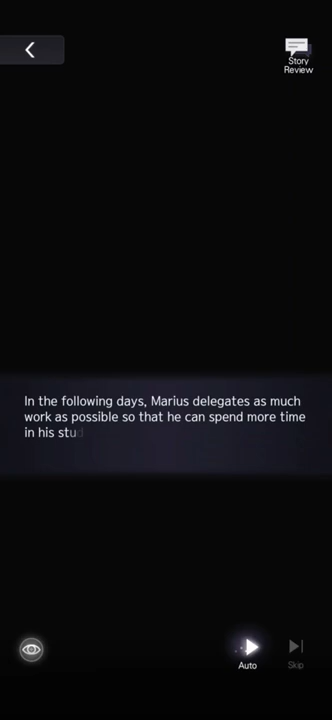 Story
Review
In the following days, Marius delegates as much
work as possible so that he can spend more time
in his stud
Auto
Skip